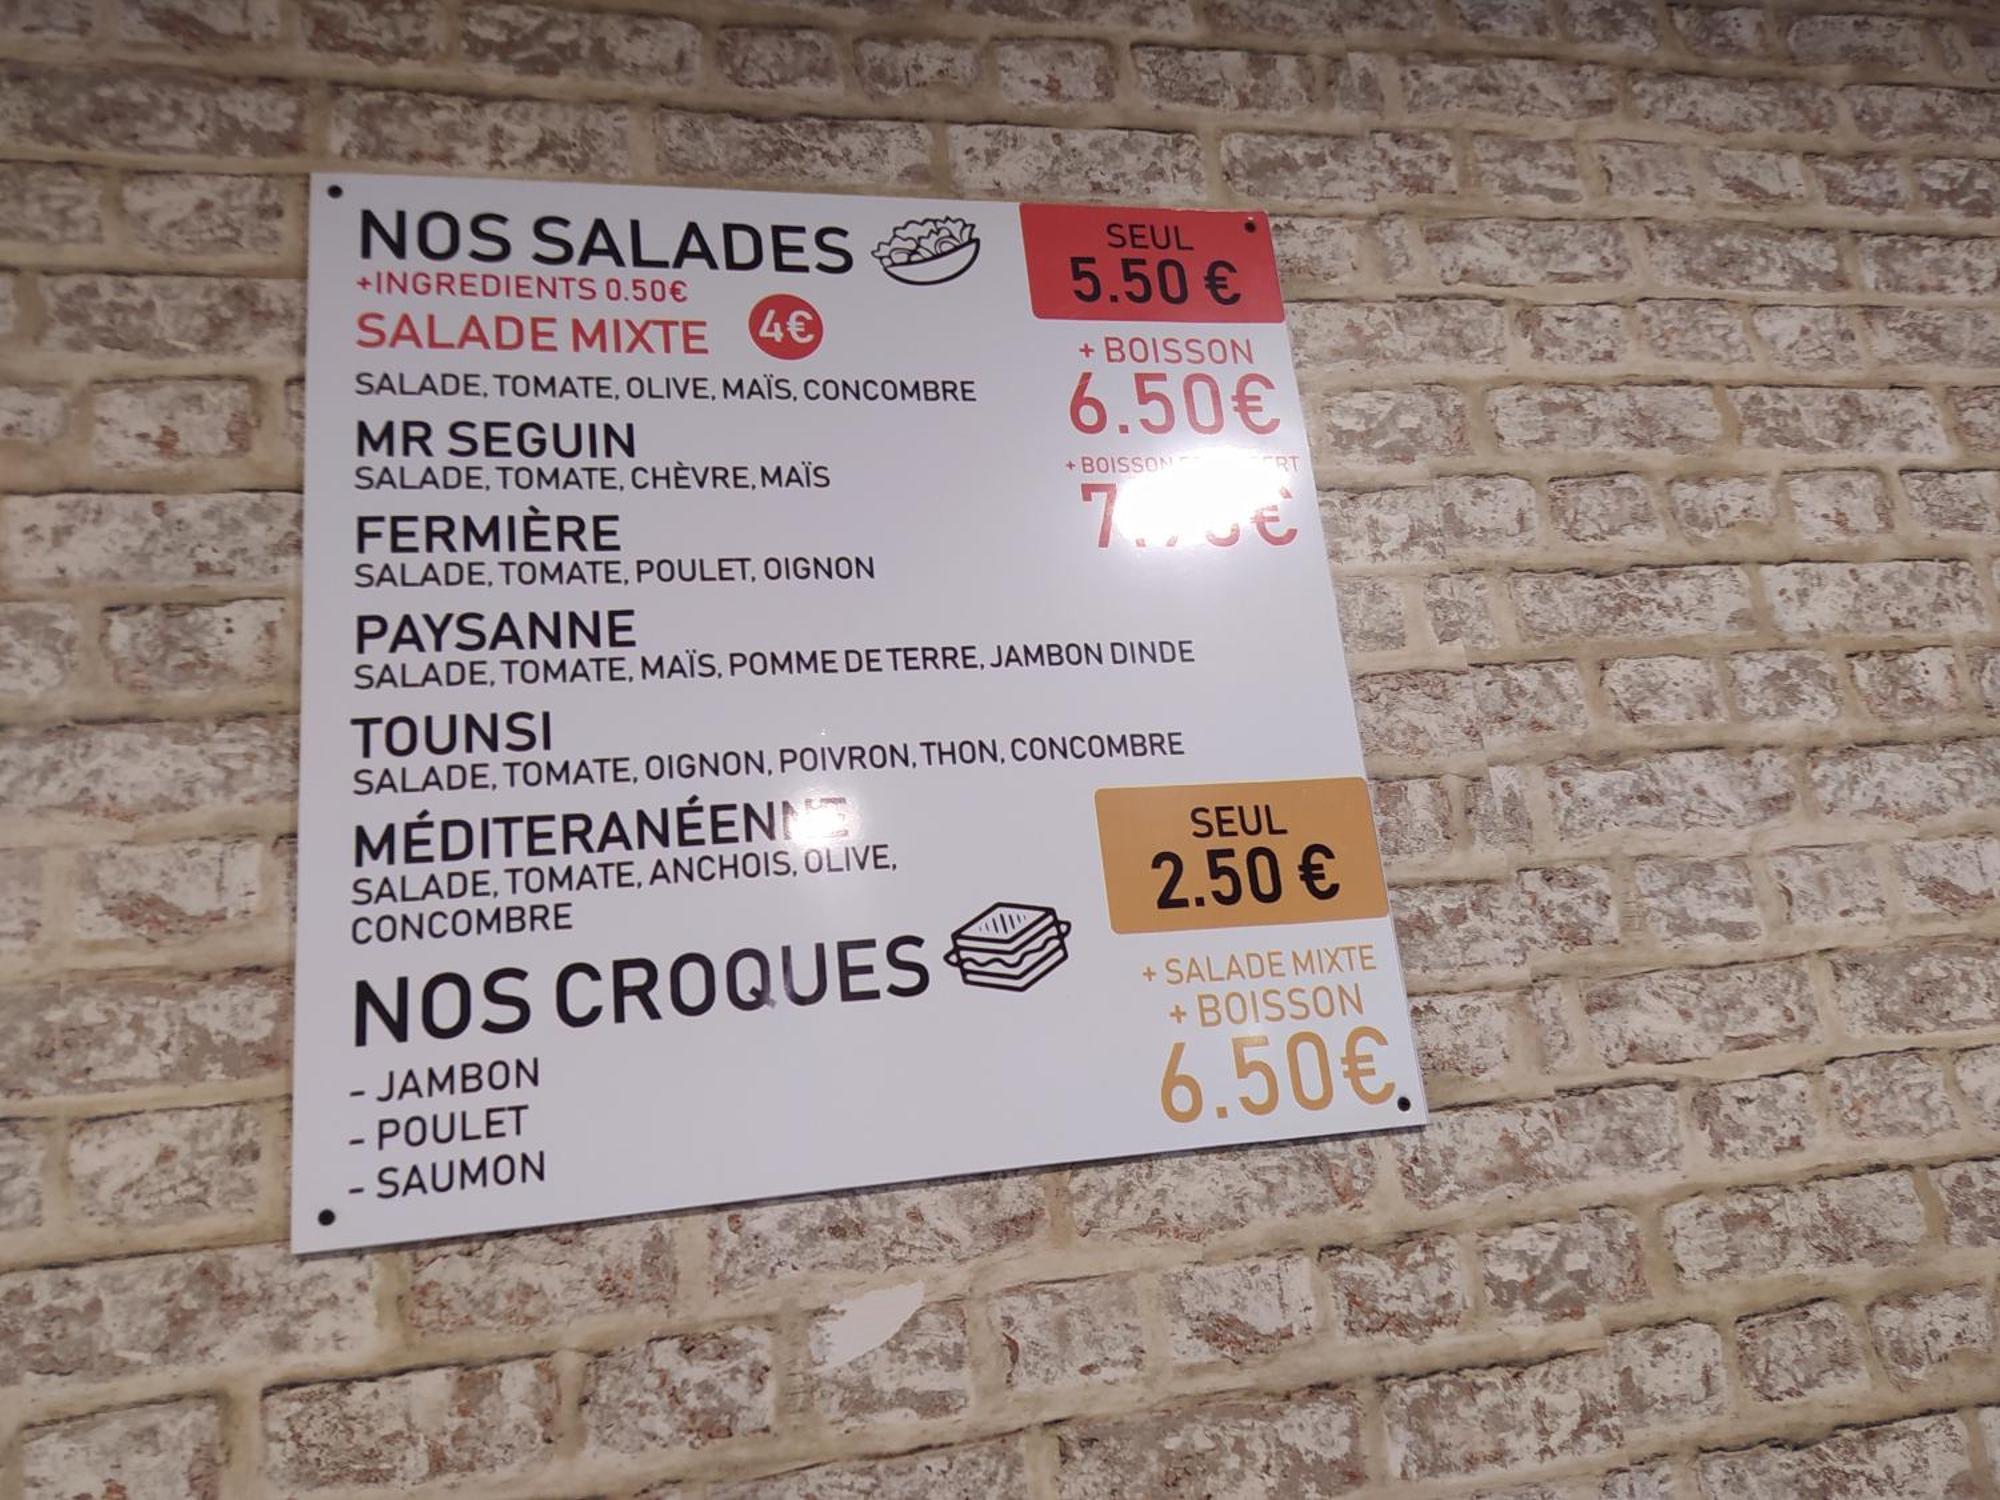 NOS SALADES
+INGREDIENTS 0.50€
SALADE MIXTE 4€
SALADE, TOMATE, OLIVE, MAÏS, CONCOMBRE
MR SEGUIN
SALADE, TOMATE, CHÈVRE, MAÏS
FERMIÈRE
SALADE, TOMATE, POULET, OIGNON
PAYSANNE
SALADE, TOMATE, MAÏS, POMME DE TERRE, JAMBON DINDE
TOUNSI
SALADE, TOMATE, OIGNON, POIVRON, THON, CONCOMBRE
MÉDITERANÉENNE
SALADE, TOMATE, ANCHOIS, OLIVE,
CONCOMBRE
SEUL
5.50 €
+ BOISSON
6.50€
+ BOISSON
NOS CROQUES
- JAMBON
- POULET
- SAUMON
SEUL
2.50 €
+ SALADE MIXTE
+ BOISSON
6.50€